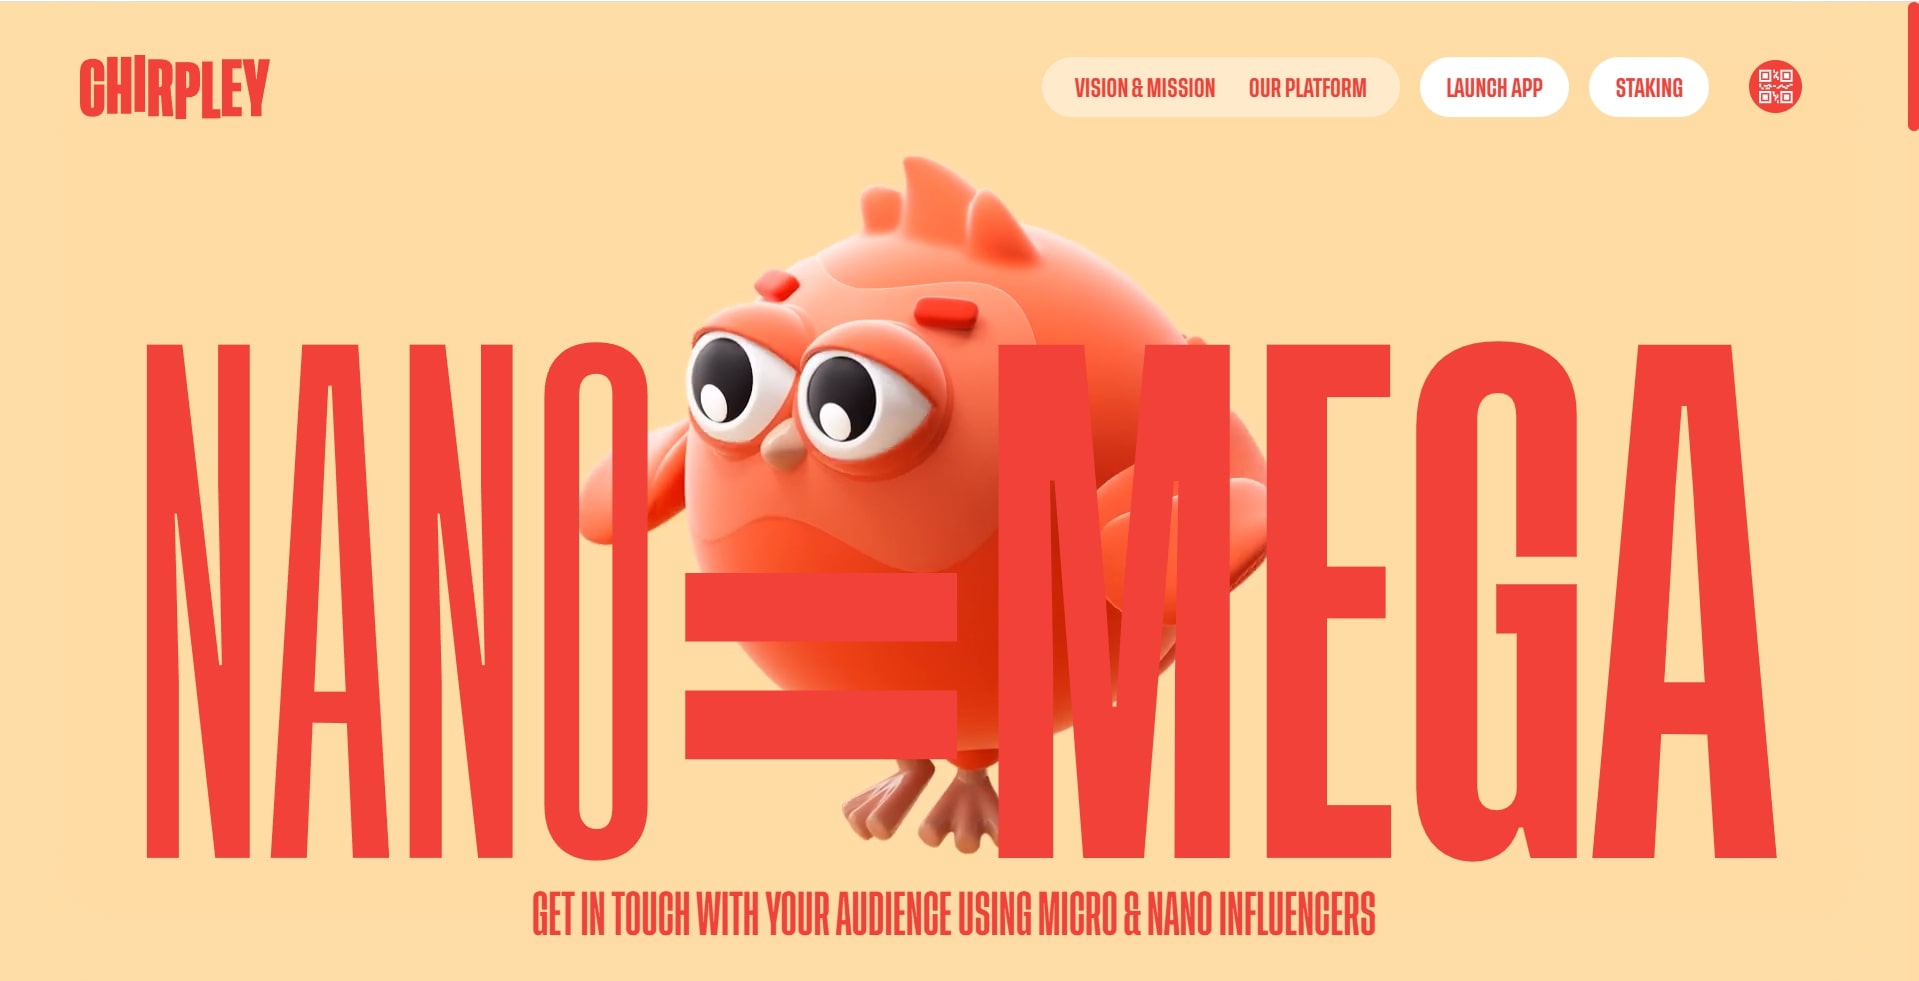 CHIRPLEY
VISION & MISSION
OUR PLATFORM
LAUNCH APP
STAKING
NANO=MEGA
GET IN TOUCH WITH YOUR AUDIENCE USING MICRO & NANO INFLUENCERS